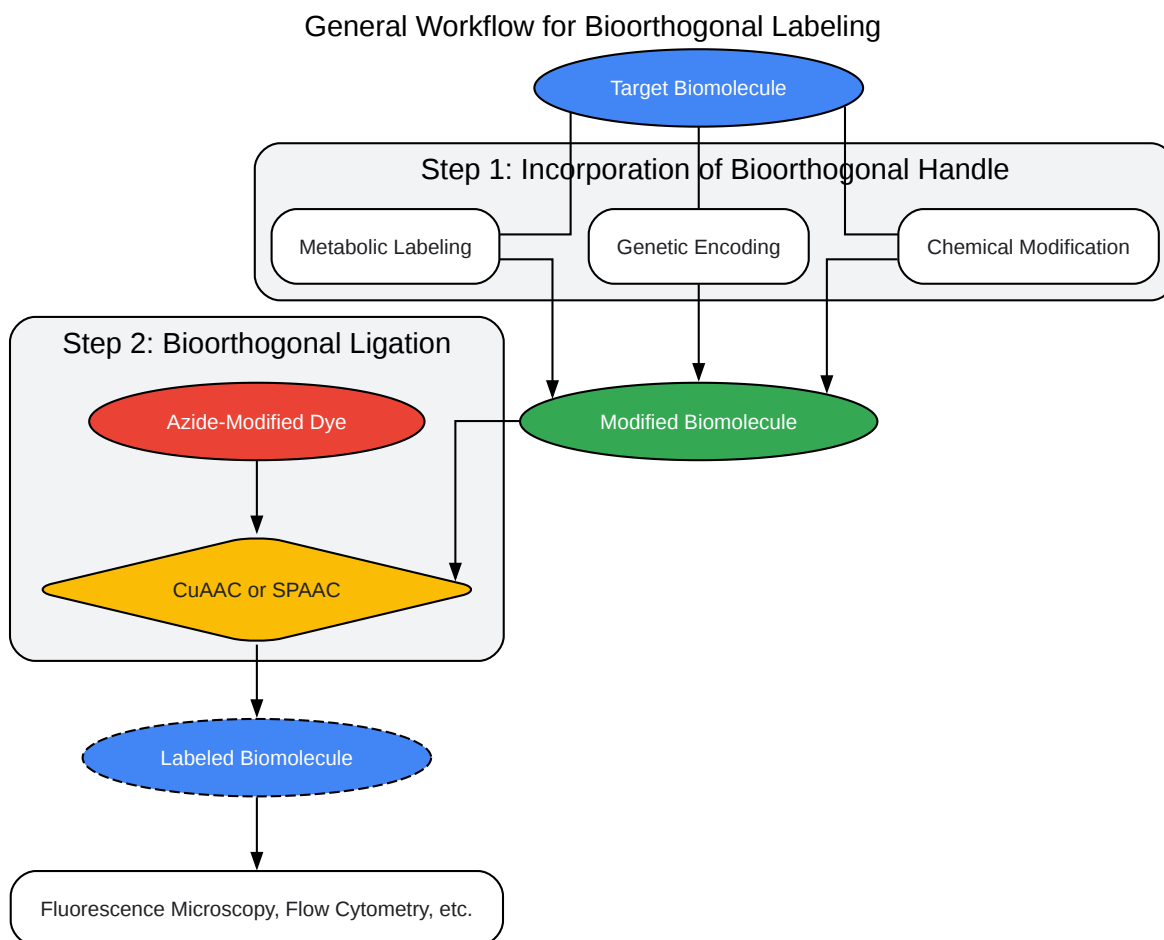 General Workflow for Bioorthogonal Labeling
Target Biomolecule
Step 1: Incorporation of Bioorthogonal Handle
Metabolic Labeling
Genetic Encoding
Chemical Modification
Step 2: Bioorthogonal Ligation
Azide-Modified Dye
Modified Biomolecule
CuAAC or SPAAC
Labeled Biomolecule
Fluorescence Microscopy, Flow Cytometry, etc.